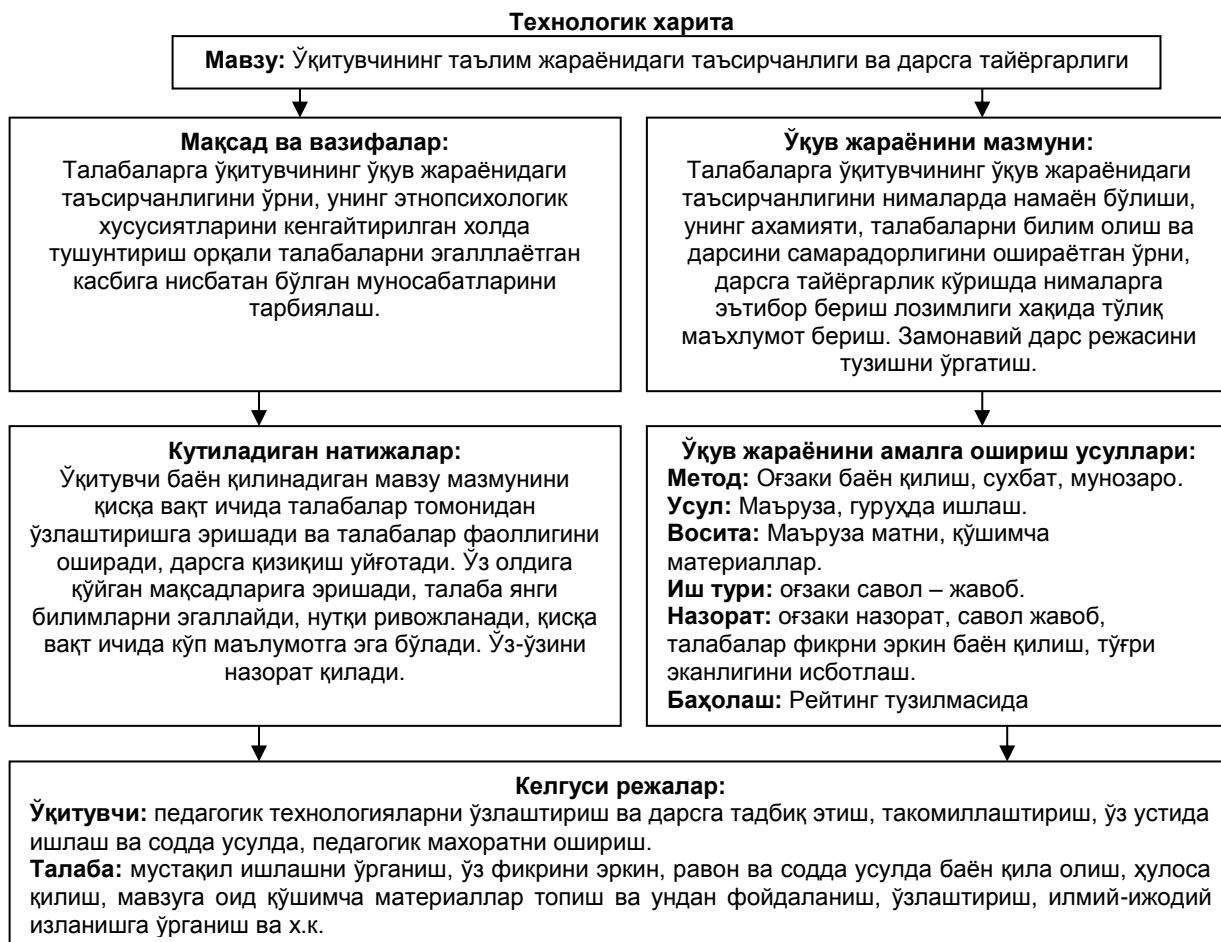 Технологик харита
Мавзу: Ўқитувчининг таълим жараёнидаги таъсирчанлиги ва дарсга тайёргарлиги
Мақсад ва вазифалар:
Талабаларга ўқитувчининг ўқув жараёнидаги
таъсирчанлигини ўрни, унинг этнопсихологик
хусусиятларини кенгайтирилган холда
тушунтириш орқали талабаларни эгалллаётган
касбига нисбатан бўлган муносабатларини
тарбиялаш.
Ўқув жараёнини мазмуни:
Талабаларга ўқитувчининг ўқув жараёнидаги
таъсирчанлигини нималарда намаён бўлиши,
унинг ахамияти, талабаларни билим олиш ва
дарсини самарадорлигини ошираётган ўрни,
дарсга тайёргарлик кўришда нималарга
эътибор бериш лозимлиги хақида тўлиқ
маъхлумот бериш. Замонавий дарс режасини
тузишни ўргатиш.
Кутиладиган натижалар:
Ўқитувчи баён қилинадиган мавзу мазмунини
қисқа вақт ичида талабалар томонидан
ўзлаштиришга эришади ва талабалар фаоллигини
оширади, дарсга қизиқиш уйғотади. Ўз олдига
қўйган мақсадларига эришади, талаба янги
билимларни эгаллайди, нутқи ривожланади, қисқа
вақт ичида кўп маълумотга эга бўлади. Ўз-ўзини
назорат қилади.
Ўқув жараёнини амалга ошириш усуллари:
Метод: Оғзаки баён қилиш, сухбат, мунозаро.
Усул: Маъруза, гуруҳда ишлаш.
Восита: Маъруза матни, қўшимча
материаллар.
Иш тури: оғзаки савол – жавоб.
Назорат: оғзаки назорат, савол жавоб,
талабалар фикрни эркин баён қилиш, тўғри
эканлигини исботлаш.
Баҳолаш: Рейтинг тузилмасида
Келгуси режалар:
Ўқитувчи: педагогик технологияларни ўзлаштириш ва дарсга тадбиқ этиш, такомиллаштириш, ўз устида
ишлаш ва содда усулда, педагогик махоратни ошириш.
Талаба: мустақил ишлашни ўрганиш, ўз фикрини эркин, равон ва содда усулда баён қила олиш, ҳулоса
қилиш, мавзуга оид қўшимча материаллар топиш ва ундан фойдаланиш, ўзлаштириш, илмий-ижодий
изланишга ўрганиш ва х.к.